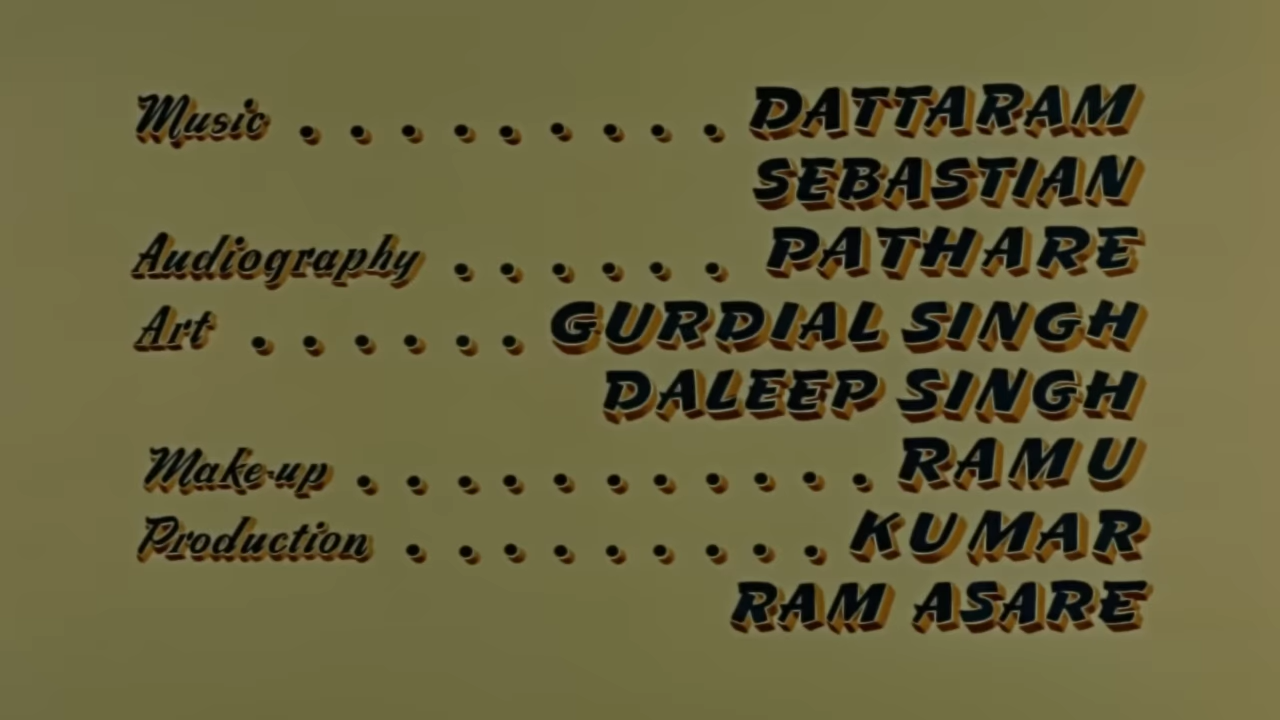 Music . . . . . . . . . DATTARAM
SEBASTIAN
Audiography . . . . . . PATHARE
Art . . . . . . GURDIAL SINGH
DALEEP SINGH
Make-up . . . . . . . . . . . RAMU
Production . . . . . . . . . KUMAR
RAM ASARE